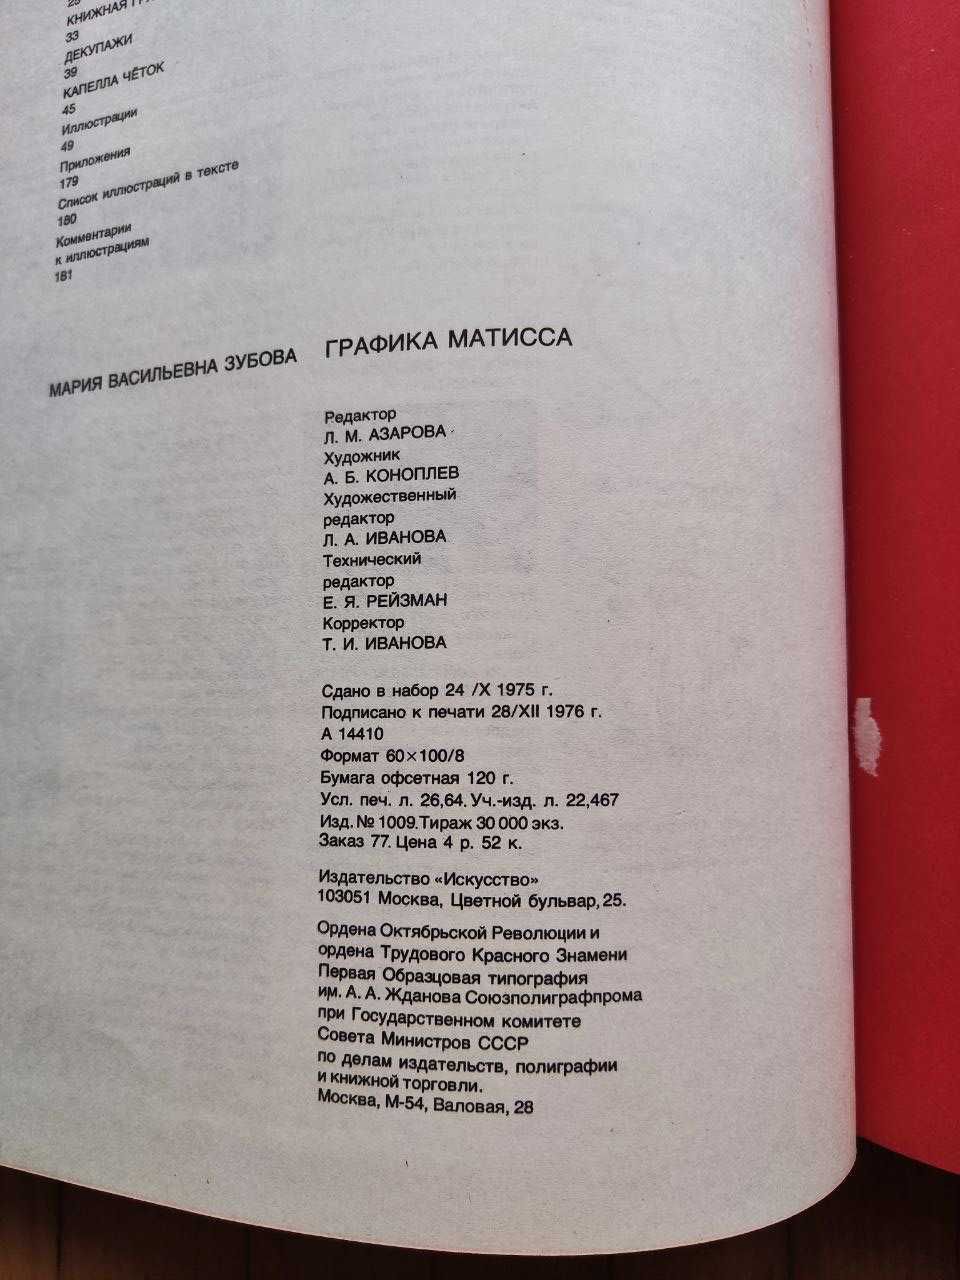 КНИЖНАЯ
33
ДЕКУПАЖИ
39
КАПЕЛЛА ЧЁТОК
45
Иллюстрации
49
Приложения
179
Список иллюстраций в тексте
180
Комментарии
к иллюстрациям
181
МАРИЯ ВАСИЛЬЕВНА ЗУБОВА ГРАФИКА МАТИССА
Редактор
Л. М. АЗАРОВА
Художник
А. Б. КОНОПЛЕВ
Художественный
редактор
Л. А. ИВАНОВА
Технический
редактор
Е. Я. РЕЙЗМАН
Корректор
Т. И. ИВАНОВА
Сдано в набор 24 /X 1975 г.
Подписано к печати 28/XII 1976 г.
А 14410
Формат 60×100/8
Бумага офсетная 120 г.
Усл. печ. л. 26,64. Уч.-изд. л. 22,467
Изд. № 1009. Тираж 30 000 экз.
Заказ 77. Цена 4 р. 52 к.
Издательство «Искусство»
103051 Москва, Цветной бульвар, 25.
Ордена Октябрьской Революции и
ордена Трудового Красного Знамени
Первая Образцовая типография
им. А. А. Жданова Союзполиграфпрома
при Государственном комитете
Совета Министров СССР
по делам издательств, полиграфии
и книжной торговли.
Москва, М-54, Валовая, 28